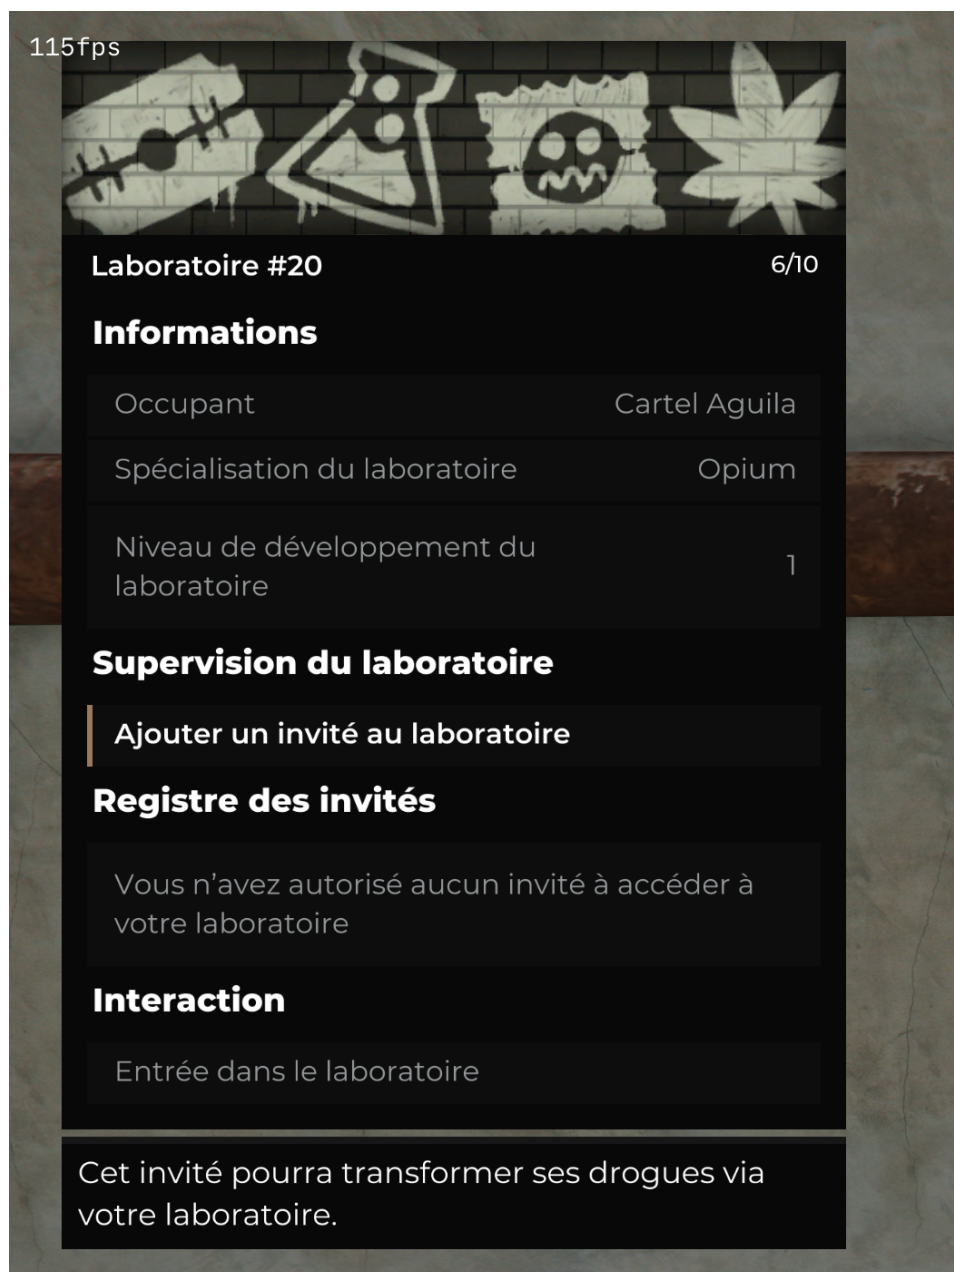 115fps
Laboratoire #20 6/10
Informations
Occupant Cartel Aguila
Spécialisation du laboratoire Opium
Niveau de développement du
laboratoire 1
Supervision du laboratoire
Ajouter un invité au laboratoire
Registre des invités
Vous n’avez autorisé aucun invité à accéder à
votre laboratoire
Interaction
Entrée dans le laboratoire
Cet invité pourra transformer ses drogues via
votre laboratoire.